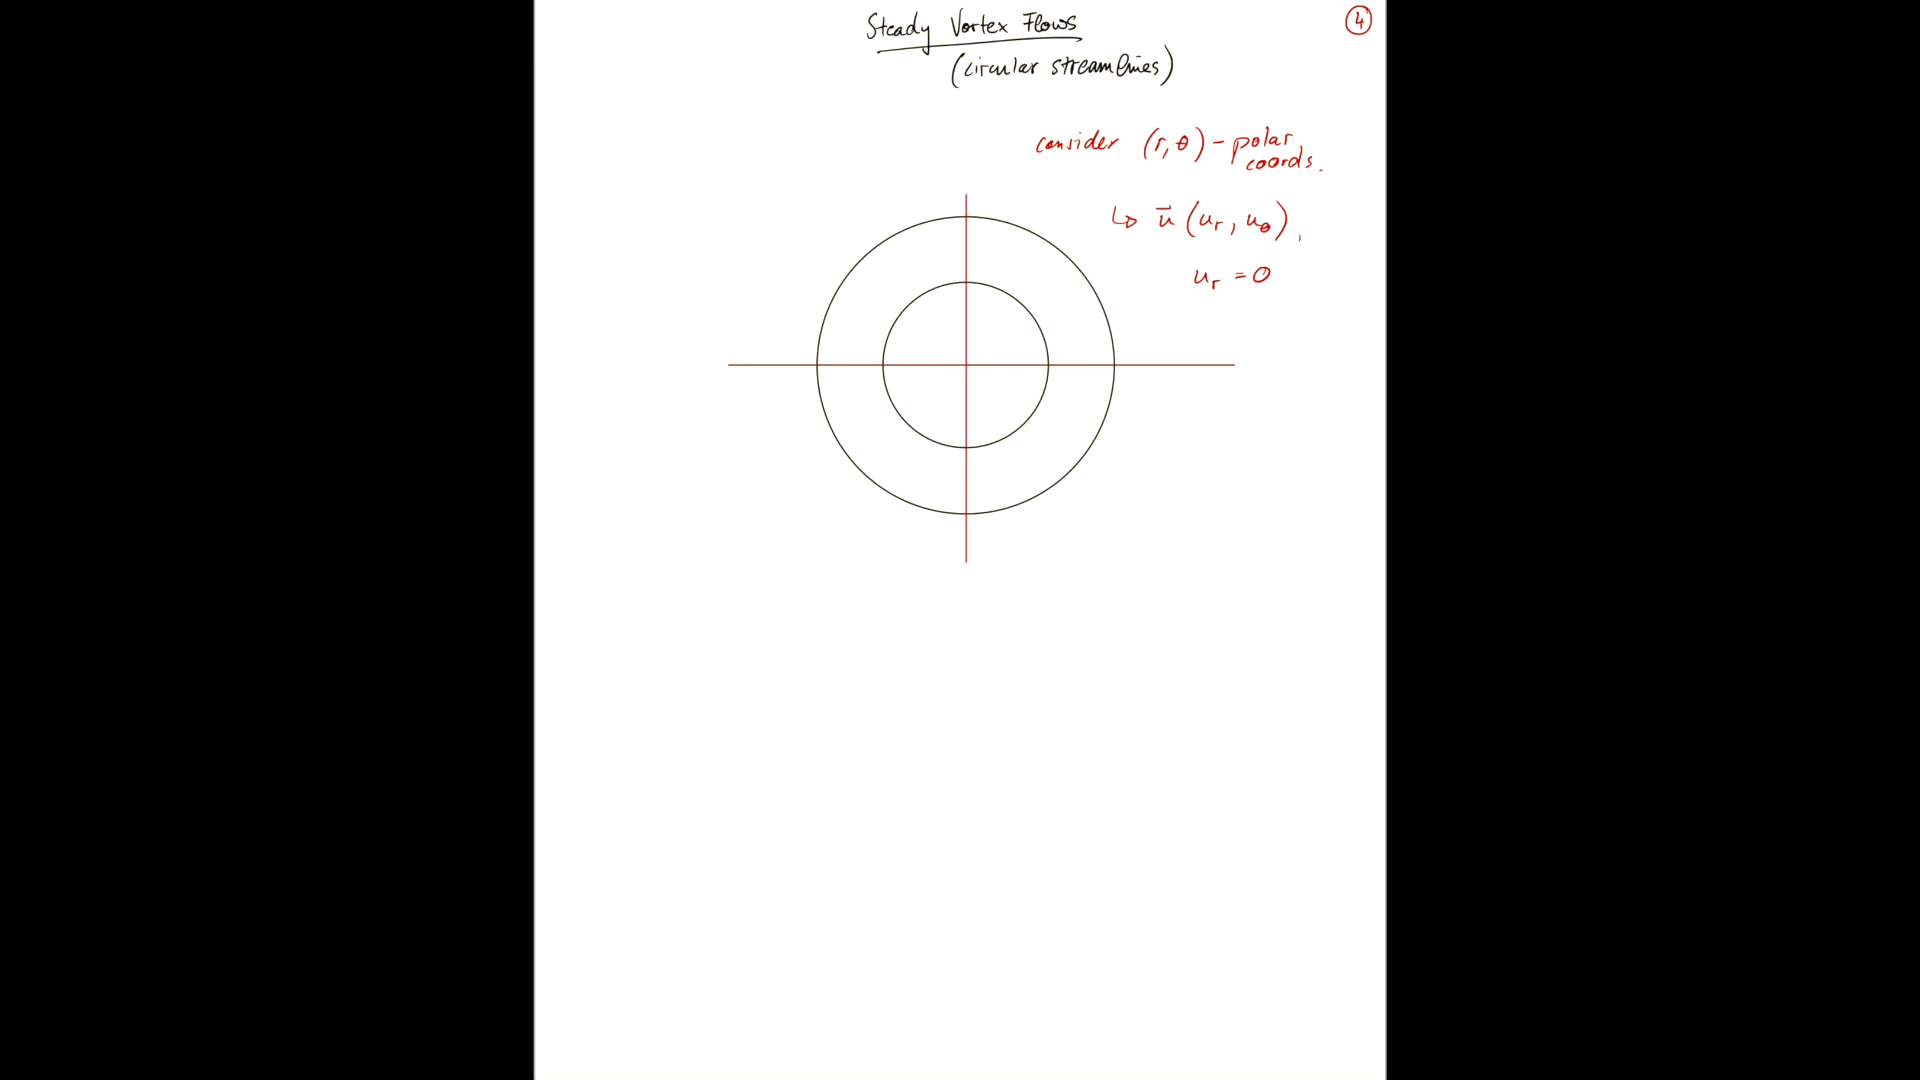 Steady Vortex Flows
④
(circular streamlines)
consider (r, θ) - polar
coords.
↳ u⃗ (u_r, u_θ),
u_r = 0